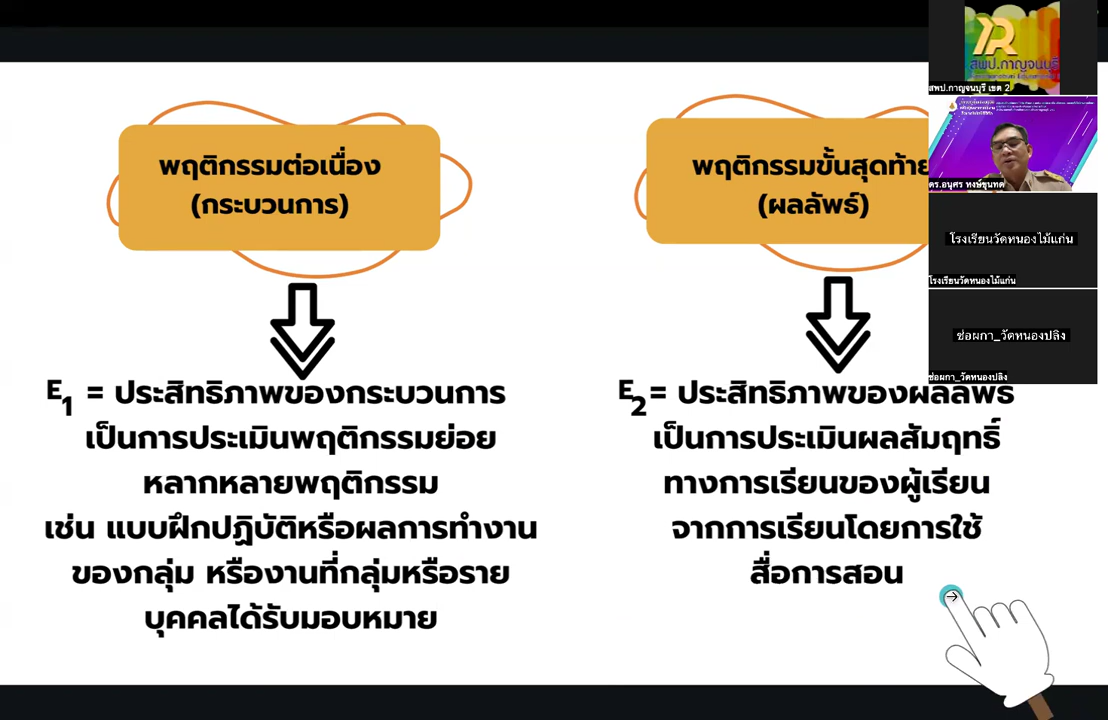 พฤติกรรมต่อเนื่อง
(กระบวนการ)
E1 = ประสิทธิภาพของกระบวนการ
เป็นการประเมินพฤติกรรมย่อย
หลากหลายพฤติกรรม
เช่น แบบฝึกปฏิบัติหรือผลการทำงาน
ของกลุ่ม หรืองานที่กลุ่มหรือราย
บุคคลได้รับมอบหมาย
พฤติกรรมขั้นสุดท้าย
(ผลลัพธ์)
E2 = ประสิทธิภาพของผลลัพธ์
เป็นการประเมินผลสัมฤทธิ์
ทางการเรียนของผู้เรียน
จากการเรียนโดยการใช้
สื่อการสอน
สพป.กาญจนบุรี
สพป.กาญจนบุรี เขต 2
ดร.อนุศร หงษ์ขุนทด
โรงเรียนวัดหนองไม้แก่น
โรงเรียนวัดหนองไม้แก่น
ช่อผกา_วัดหนองปลิง
ช่อผกา_วัดหนองปลิง